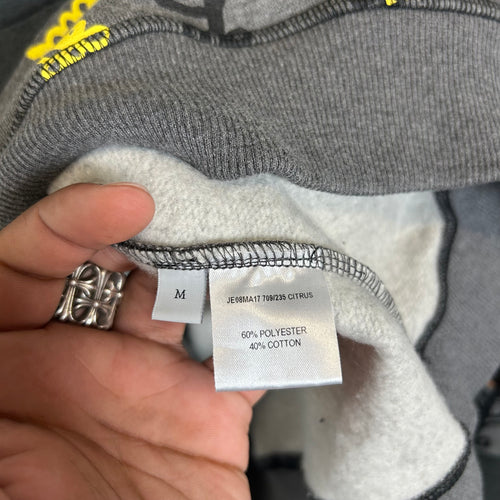 M
JE08MA17 709/235 CITRUS
60% POLYESTER
40% COTTON